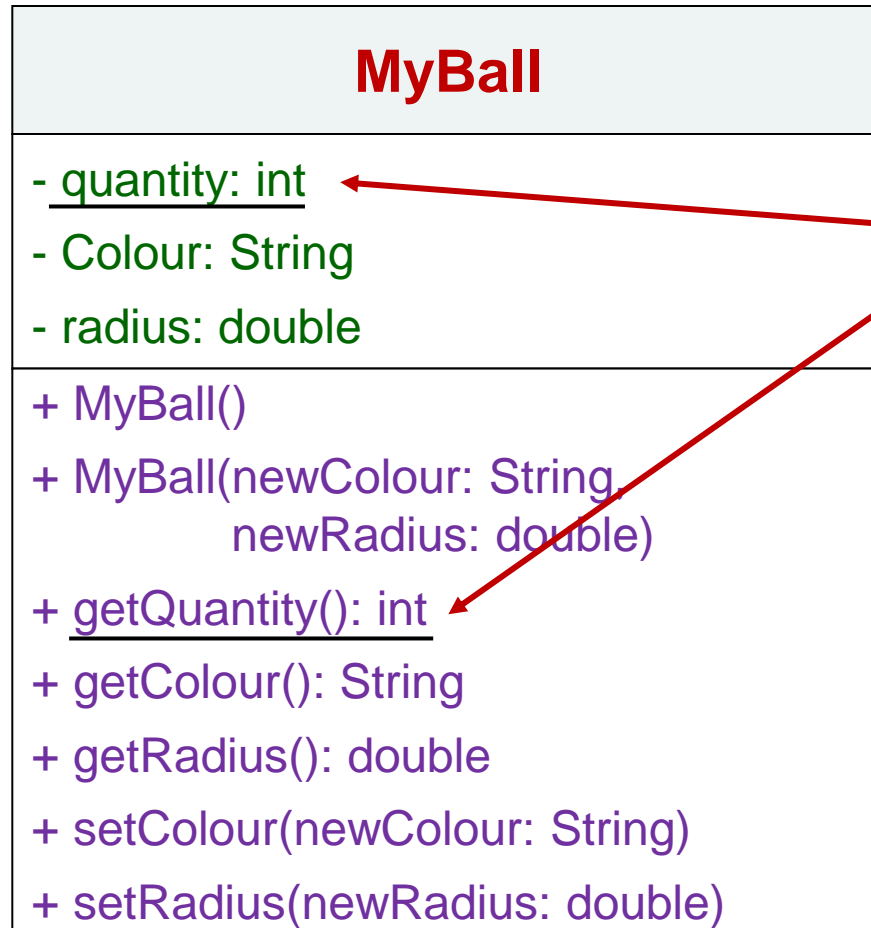 MyBall
- quantity: int
- Colour: String
- radius: double
+ MyBall()
+ MyBall(newColour: String,
newRadius: double)
+ getQuantity(): int
+ getColour(): String
+ getRadius(): double
+ setColour(newColour: String)
+ setRadius(newRadius: double)